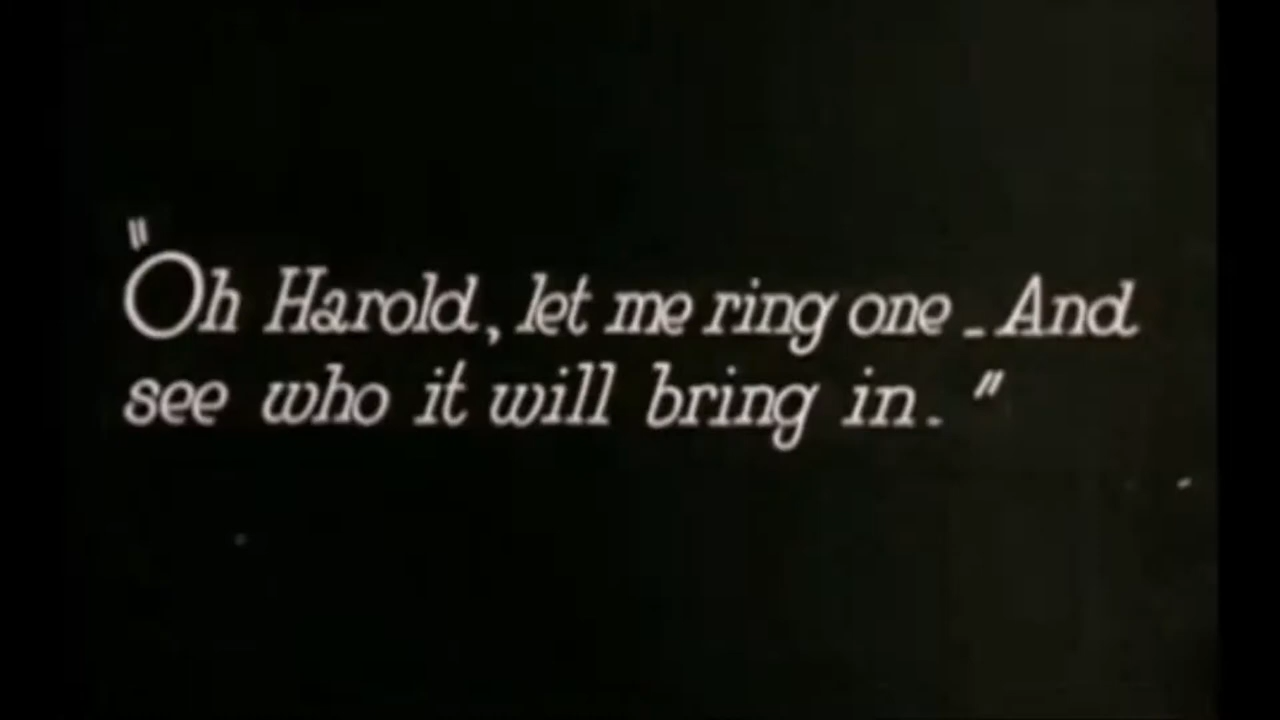 "Oh Harold, let me ring one - And
see who it will bring in."